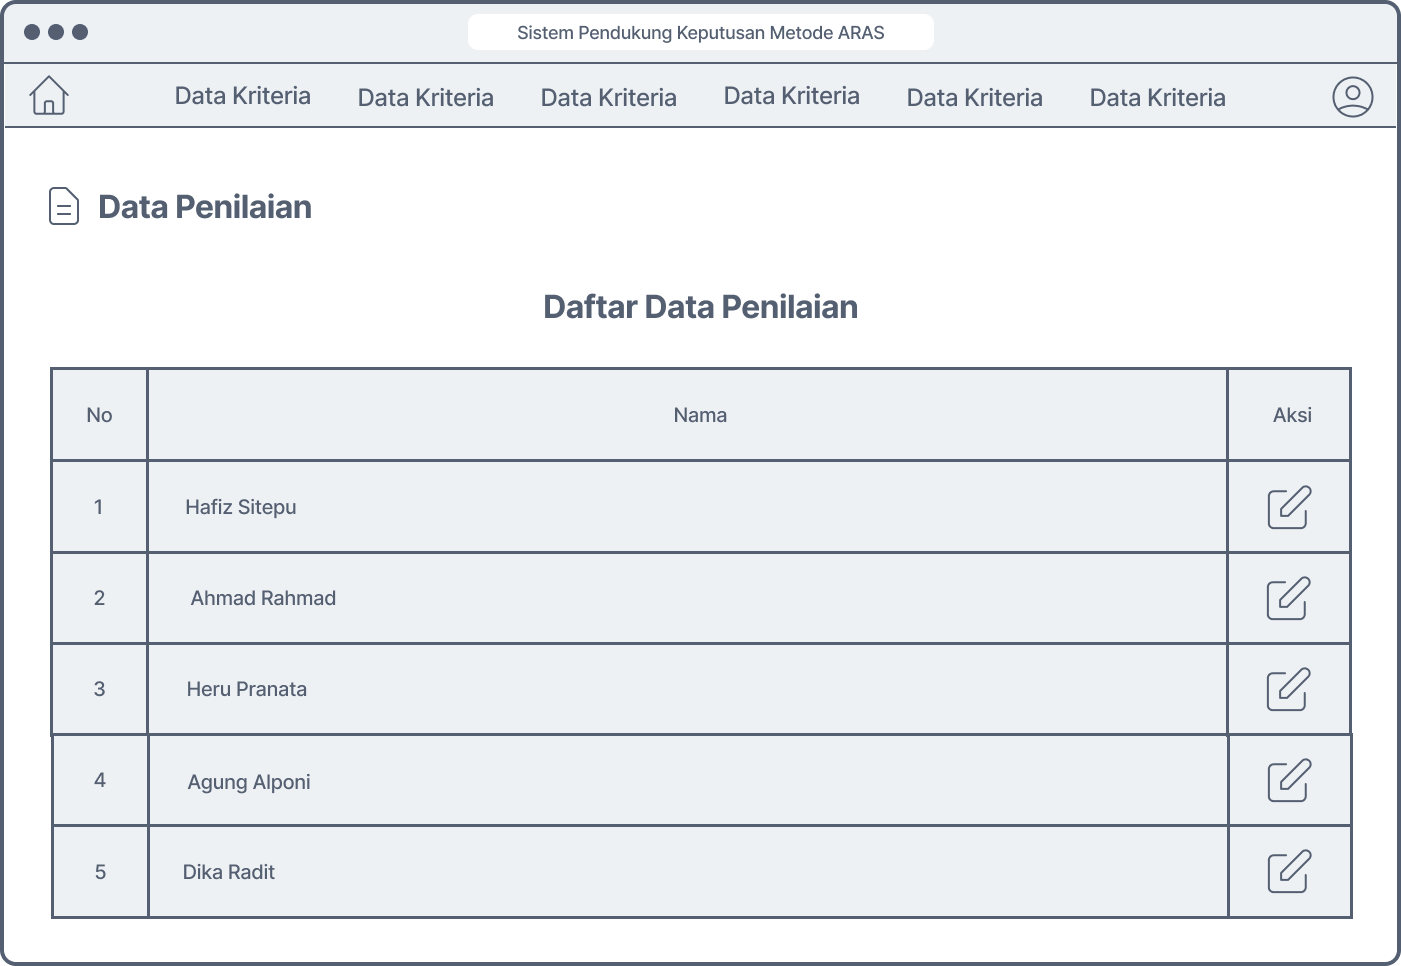 Sistem Pendukung Keputusan Metode ARAS
Data Kriteria Data Kriteria Data Kriteria Data Kriteria Data Kriteria Data Kriteria
Data Penilaian
Daftar Data Penilaian
No Nama Aksi
1 Hafiz Sitepu
2 Ahmad Rahmad
3 Heru Pranata
4 Agung Alponi
5 Dika Radit